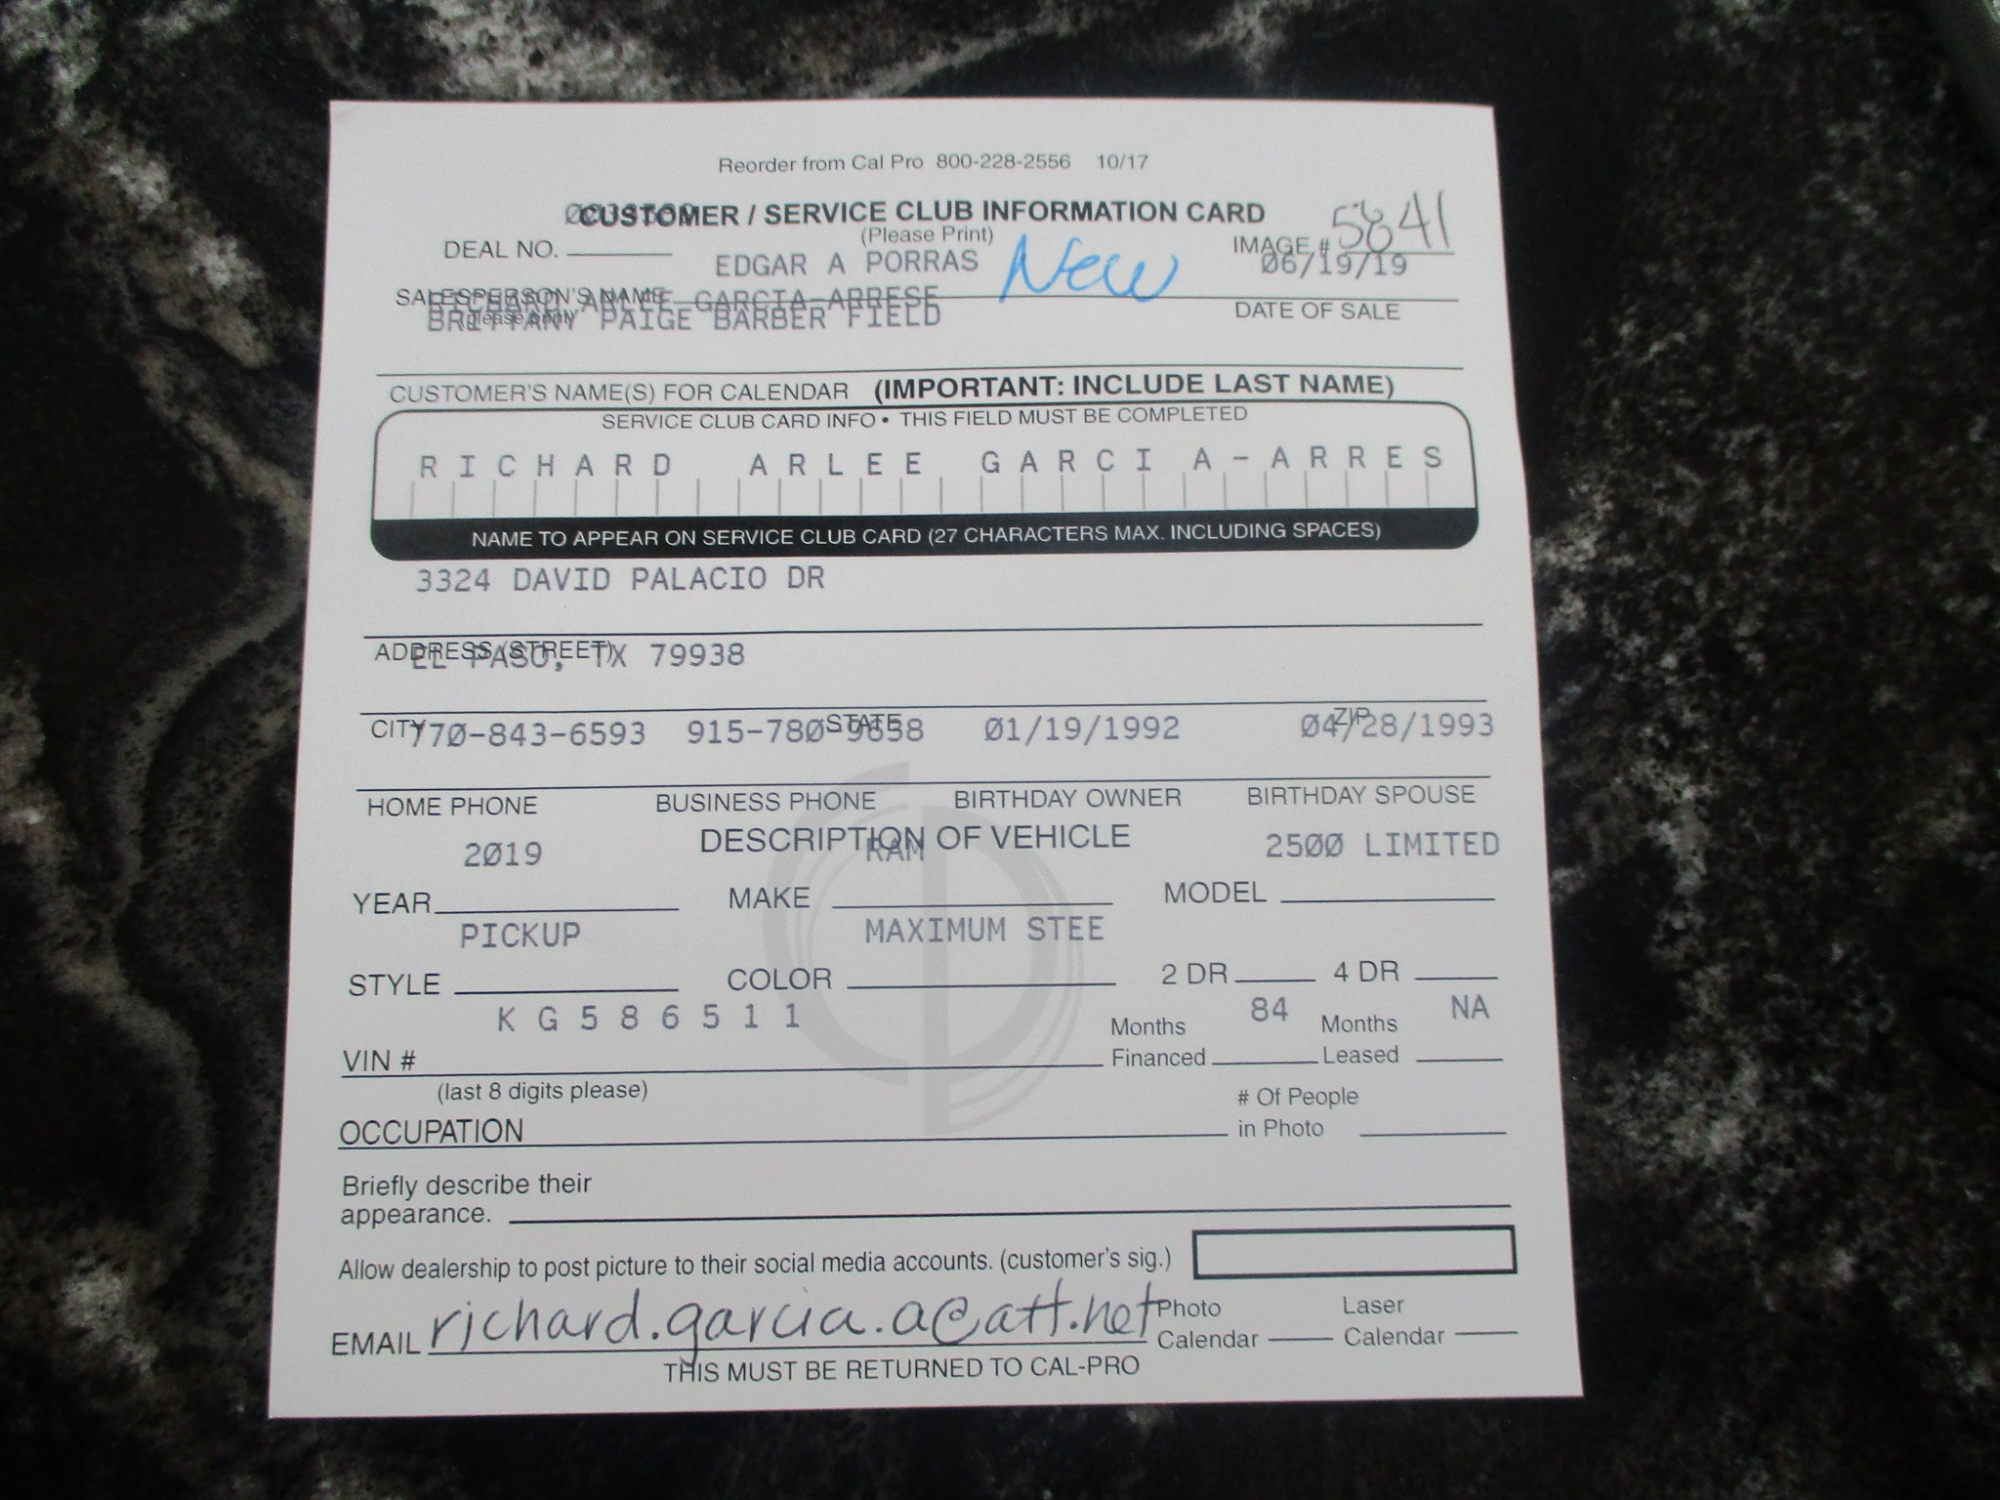 Reorder from Cal Pro 800-228-2556 10/17
CUSTOMER / SERVICE CLUB INFORMATION CARD
(Please Print)
DEAL NO.
EDGAR A PORRAS
New
IMAGE # 5841
06/19/19
SALESPERSON'S NAME
RICHARD ARLEE GARCIA-ARRESE
DATE OF SALE
BRITTANY PAIGE BARBER FIELD
CUSTOMER'S NAME(S) FOR CALENDAR (IMPORTANT: INCLUDE LAST NAME)
SERVICE CLUB CARD INFO • THIS FIELD MUST BE COMPLETED
RICHARD ARLEE GARCIA-ARRES
NAME TO APPEAR ON SERVICE CLUB CARD (27 CHARACTERS MAX. INCLUDING SPACES)
3324 DAVID PALACIO DR
ADDRESS (STREET)
EL PASO, TX 79938
CITY STATE ZIP
770-843-6593 915-780-9858 01/19/1992 04/28/1993
HOME PHONE BUSINESS PHONE BIRTHDAY OWNER BIRTHDAY SPOUSE
DESCRIPTION OF VEHICLE
2019 RAM 2500 LIMITED
YEAR MAKE MODEL
PICKUP MAXIMUM STEE
STYLE COLOR 2 DR 4 DR
KG586511 84 NA
VIN # Months Financed Months Leased
(last 8 digits please)
OCCUPATION # Of People in Photo
Briefly describe their
appearance.
Allow dealership to post picture to their social media accounts. (customer's sig.)
EMAIL richard.garcia.a@att.net Photo Calendar Laser Calendar
THIS MUST BE RETURNED TO CAL-PRO